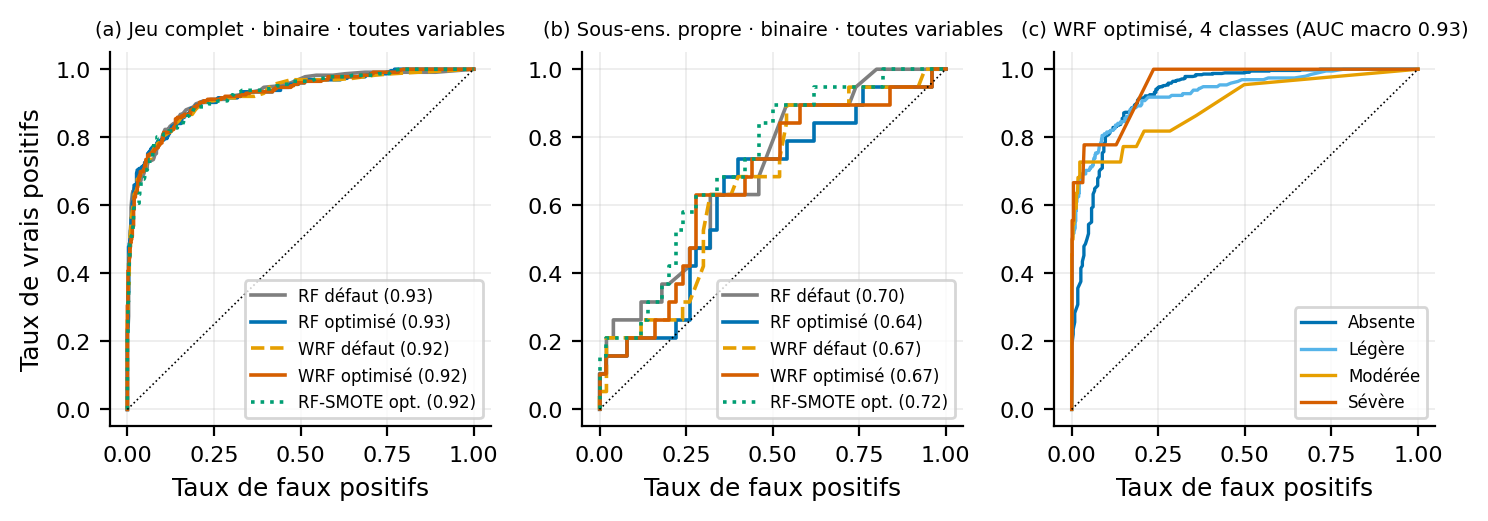 (a) Jeu complet · binaire · toutes variables
1.0
0.8
0.6
0.4
0.2
0.0
Taux de vrais positifs
0.00 0.25 0.50 0.75 1.00
Taux de faux positifs
RF défaut (0.93)
RF optimisé (0.93)
WRF défaut (0.92)
WRF optimisé (0.92)
RF-SMOTE opt. (0.92)
(b) Sous-ens. propre · binaire · toutes variables
1.0
0.8
0.6
0.4
0.2
0.0
0.00 0.25 0.50 0.75 1.00
Taux de faux positifs
RF défaut (0.70)
RF optimisé (0.64)
WRF défaut (0.67)
WRF optimisé (0.67)
RF-SMOTE opt. (0.72)
(c) WRF optimisé, 4 classes (AUC macro 0.93)
1.0
0.8
0.6
0.4
0.2
0.0
0.00 0.25 0.50 0.75 1.00
Taux de faux positifs
Absente
Légère
Modérée
Sévère